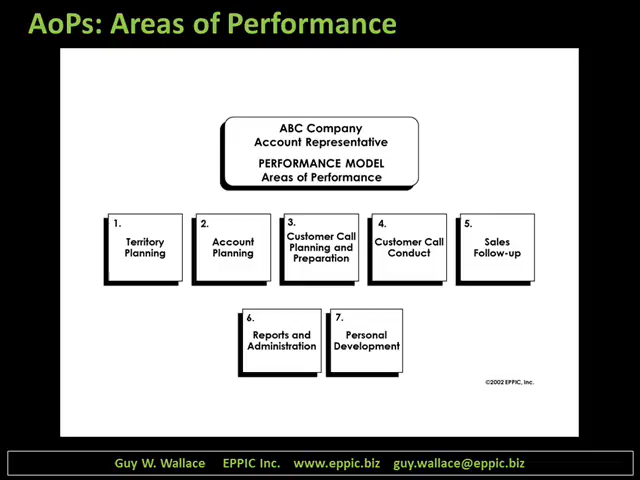 AoPs: Areas of Performance
ABC Company
Account Representative
PERFORMANCE MODEL
Areas of Performance
1.
Territory
Planning
2.
Account
Planning
3.
Customer Call
Planning and
Preparation
4.
Customer Call
Conduct
5.
Sales
Follow-up
6.
Reports and
Administration
7.
Personal
Development
©2002 EPPIC, Inc.
Guy W. Wallace EPPIC Inc. www.eppic.biz guy.wallace@eppic.biz